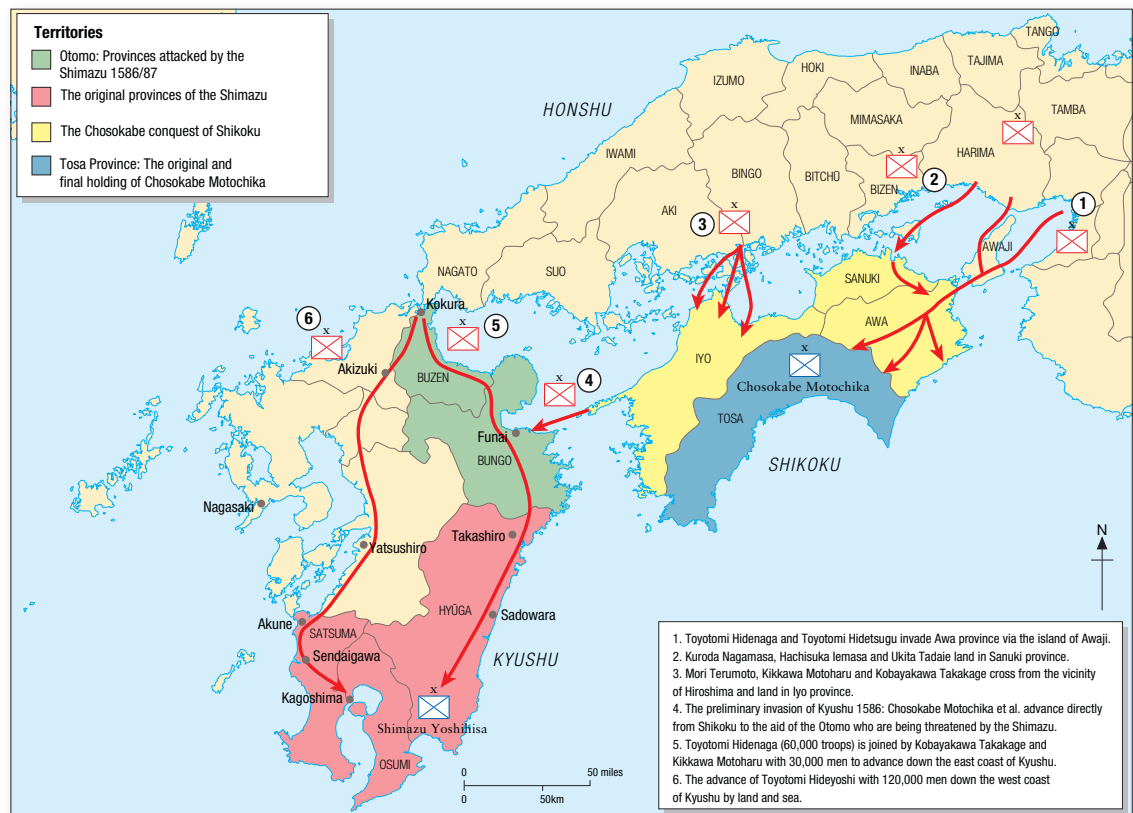 Territories
Otomo: Provinces attacked by the
Shimazu 1586/87
The original provinces of the Shimazu
The Chosokabe conquest of Shikoku
Tosa Province: The original and
final holding of Chosokabe Motochika
TANGO
TAJIMA
INABA
HOKI
IZUMO
HONSHU
TAMBA
MIMASAKA
HARIMA
x
IWAMI
BINGO
BITCHŪ
x
BIZEN
2
AKI
x
3
1
x
AWAJI
NAGATO
SUO
SANUKI
Kokura
AWA
6
x
x
5
IYO
x
Chosokabe Motochika
Akizuki
BUZEN
x
4
TOSA
Funai
BUNGO
SHIKOKU
Nagasaki
Takashiro
Yatsushiro
N
HYŪGA
Sadowara
Akune
SATSUMA
KYUSHU
Sendaigawa
Kagoshima
x
Shimazu Yoshihisa
OSUMI
0
50 miles
0
50km
1. Toyotomi Hidenaga and Toyotomi Hidetsugu invade Awa province via the island of Awaji.
2. Kuroda Nagamasa, Hachisuka Iemasa and Ukita Tadaie land in Sanuki province.
3. Mori Terumoto, Kikkawa Motoharu and Kobayakawa Takakage cross from the vicinity
of Hiroshima and land in Iyo province.
4. The preliminary invasion of Kyushu 1586: Chosokabe Motochika et al. advance directly
from Shikoku to the aid of the Otomo who are being threatened by the Shimazu.
5. Toyotomi Hidenaga (60,000 troops) is joined by Kobayakawa Takakage and
Kikkawa Motoharu with 30,000 men to advance down the east coast of Kyushu.
6. The advance of Toyotomi Hideyoshi with 120,000 men down the west coast
of Kyushu by land and sea.